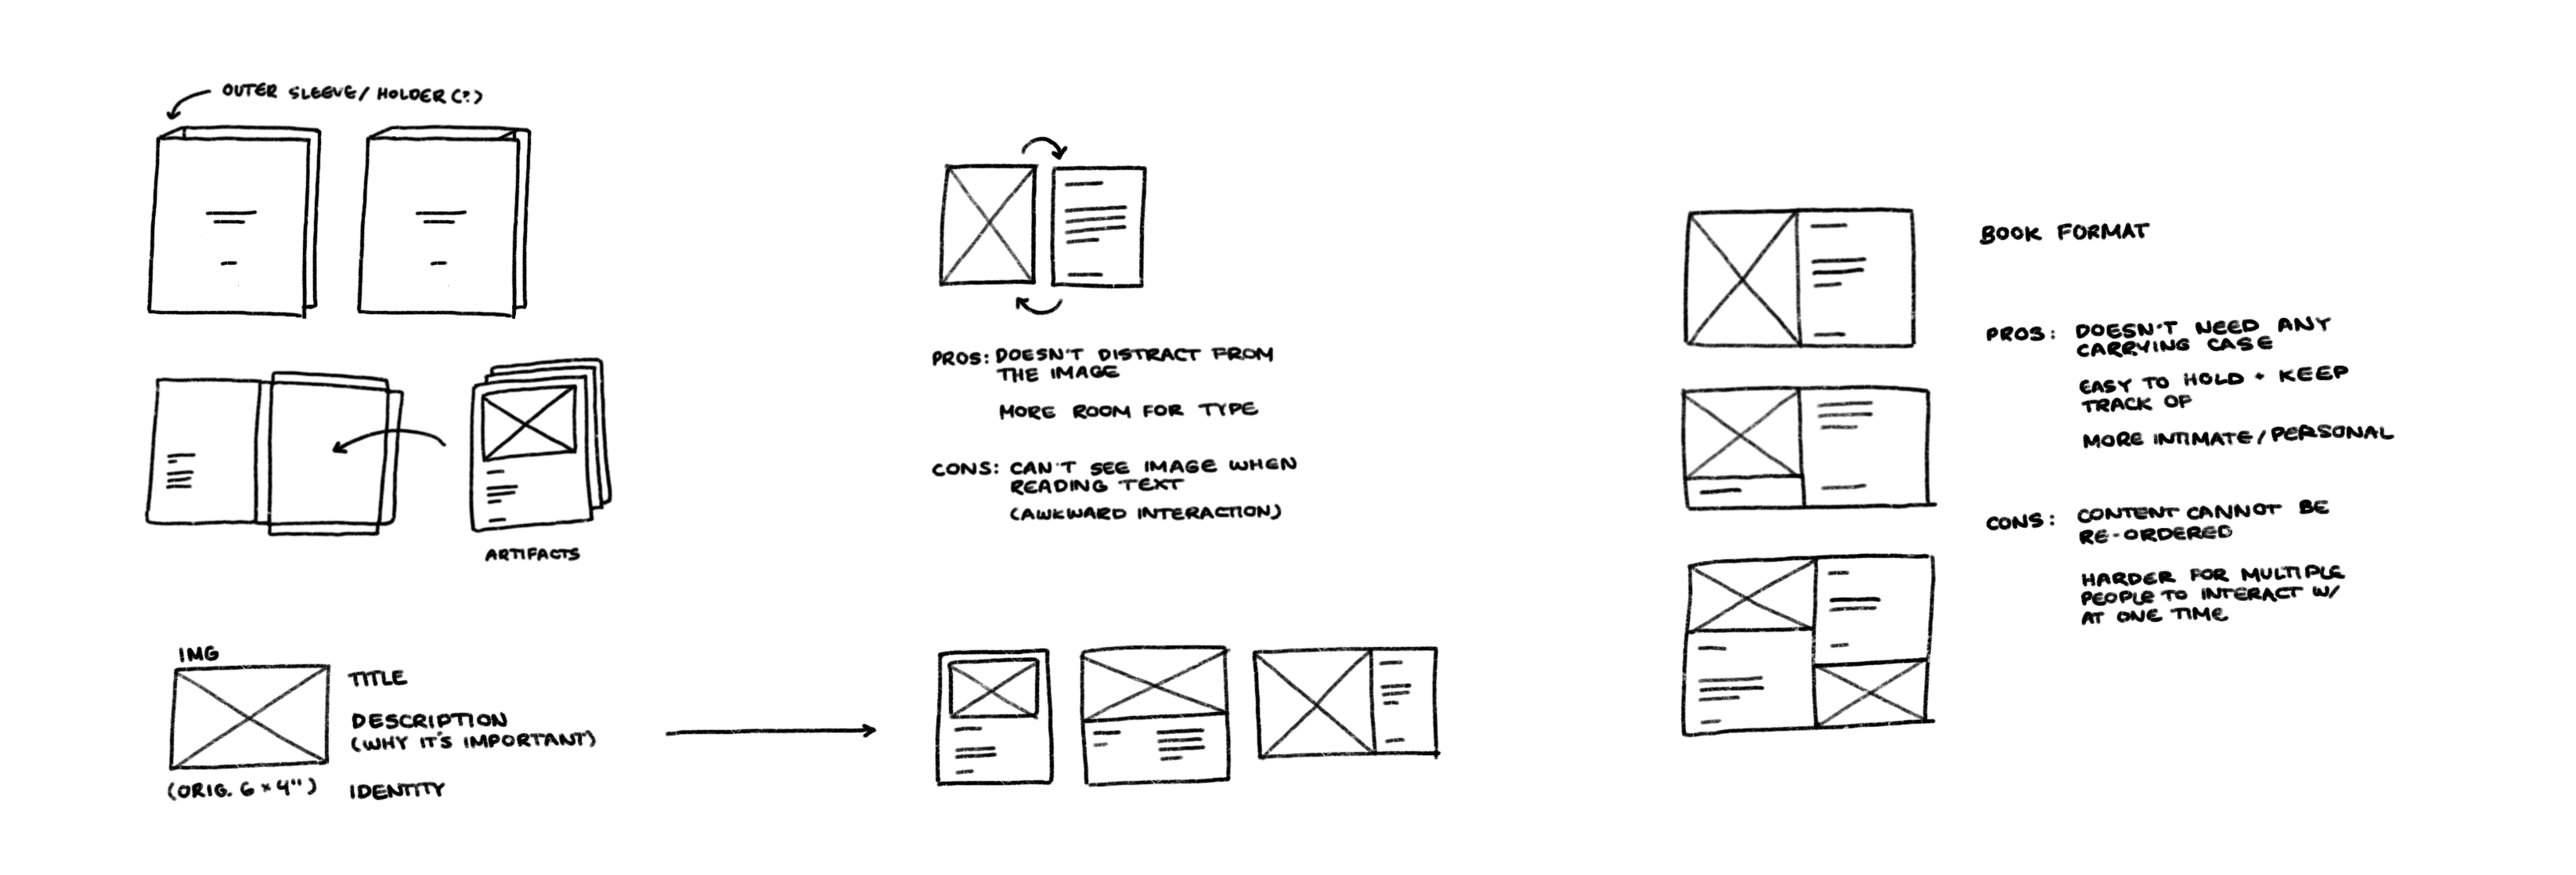 OUTER SLEEVE/HOLDER(?)
ARTIFACTS
IMG
(ORIG. 6 × 4")
TITLE
DESCRIPTION
(WHY IT'S IMPORTANT)
IDENTITY
PROS: DOESN'T DISTRACT FROM
THE IMAGE
MORE ROOM FOR TYPE
CONS: CAN'T SEE IMAGE WHEN
READING TEXT
(AWKWARD INTERACTION)
BOOK FORMAT
PROS: DOESN'T NEED ANY
CARRYING CASE
EASY TO HOLD + KEEP
TRACK OF
MORE INTIMATE/PERSONAL
CONS: CONTENT CANNOT BE
RE-ORDERED
HARDER FOR MULTIPLE
PEOPLE TO INTERACT W/
AT ONE TIME